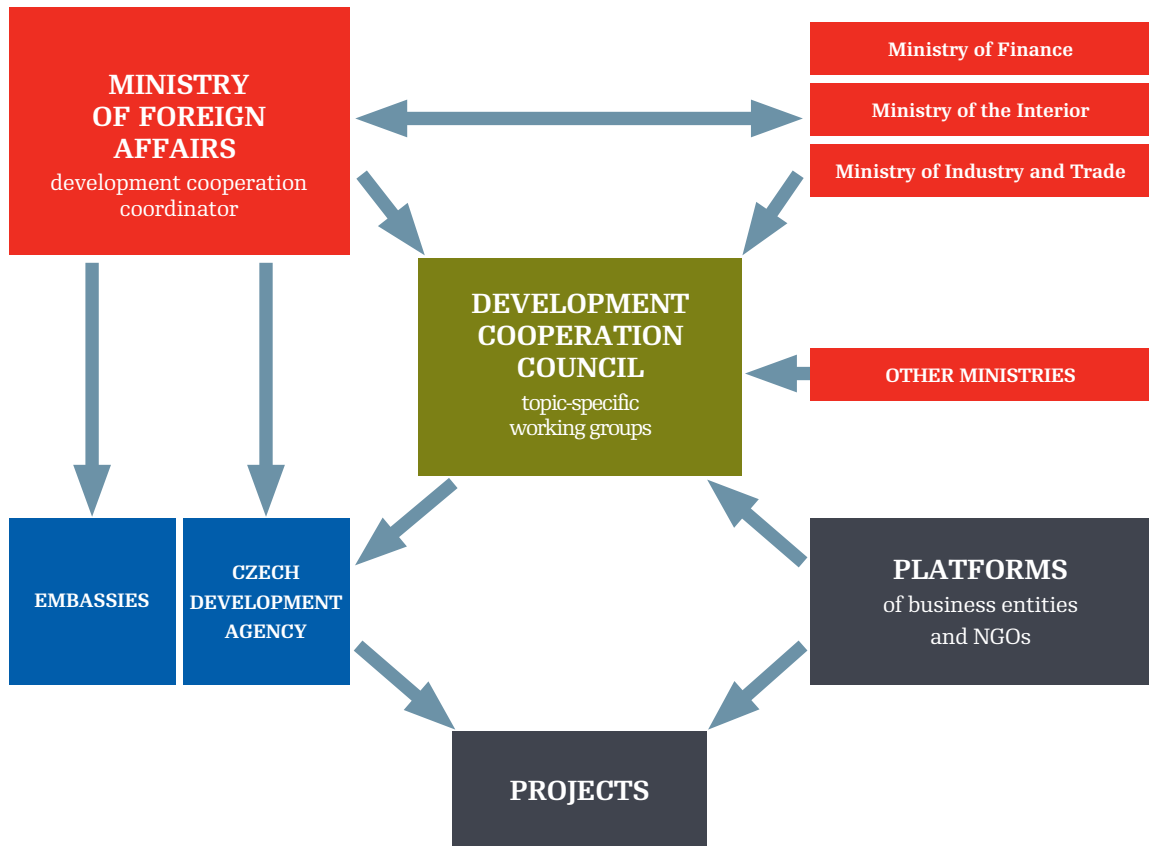 MINISTRY
OF FOREIGN
AFFAIRS
development cooperation
coordinator
Ministry of Finance
Ministry of the Interior
Ministry of Industry and Trade
DEVELOPMENT
COOPERATION
COUNCIL
topic-specific
working groups
OTHER MINISTRIES
EMBASSIES
CZECH
DEVELOPMENT
AGENCY
PLATFORMS
of business entities
and NGOs
PROJECTS